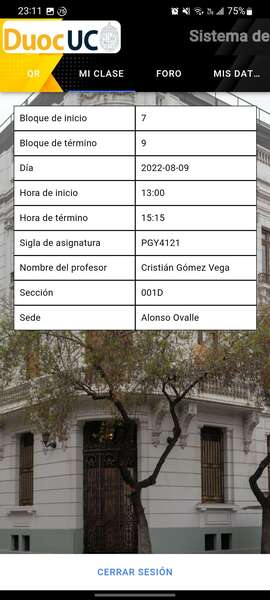 23:11
75%
DuocUC
Sistema de
QR
MI CLASE
FORO
MIS DAT...
Bloque de inicio 7
Bloque de término 9
Día 2022-08-09
Hora de inicio 13:00
Hora de término 15:15
Sigla de asignatura PGY4121
Nombre del profesor Cristián Gómez Vega
Sección 001D
Sede Alonso Ovalle
CERRAR SESIÓN